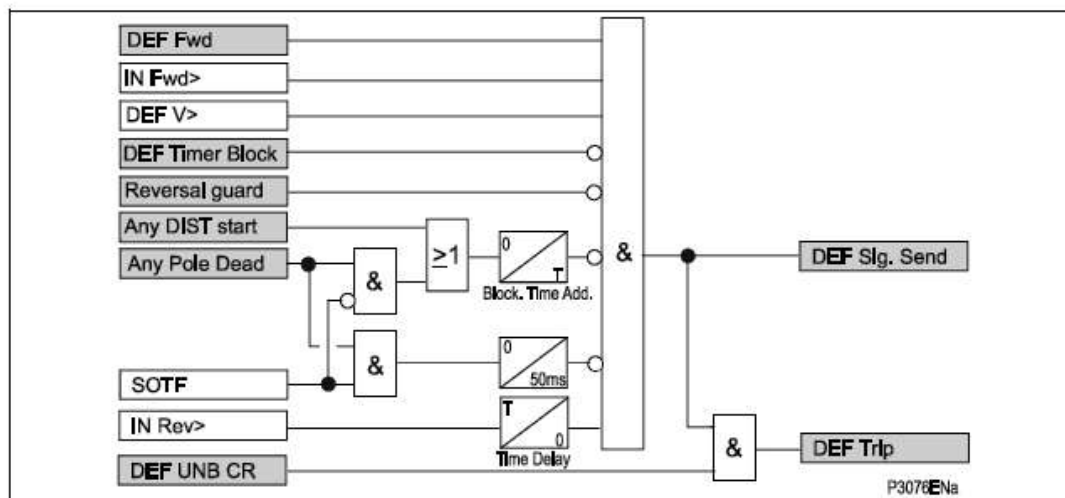 DEF Fwd
IN Fwd>
DEF V>
DEF Timer Block
Reversal guard
Any DIST start
Any Pole Dead
SOTF
IN Rev>
DEF UNB CR
&
&
≥1
0
T
Block. Time Add.
0
50ms
T
0
Time Delay
&
&
DEF Sig. Send
DEF Trip
P3076ENa